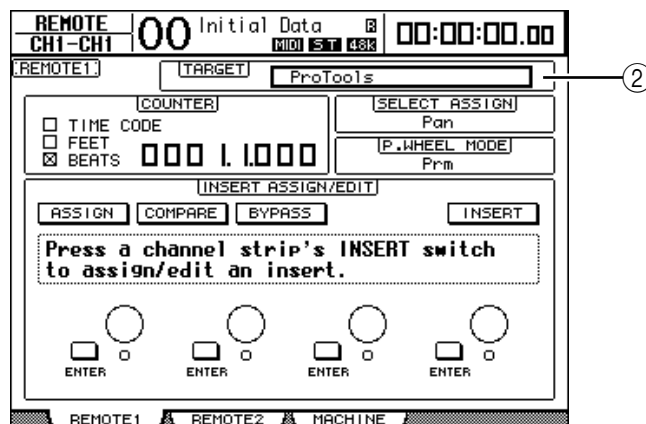 REMOTE
CH1-CH1
00
Initial Data
R
MIDI ST 48K
00:00:00.00
REMOTE1
TARGET
ProTools
2
COUNTER
TIME CODE
FEET
BEATS
000 1. 1.000
SELECT ASSIGN
Pan
P.WHEEL MODE
Prm
INSERT ASSIGN/EDIT
ASSIGN COMPARE BYPASS INSERT
Press a channel strip's INSERT switch
to assign/edit an insert.
ENTER ENTER ENTER ENTER
REMOTE1 REMOTE2 MACHINE